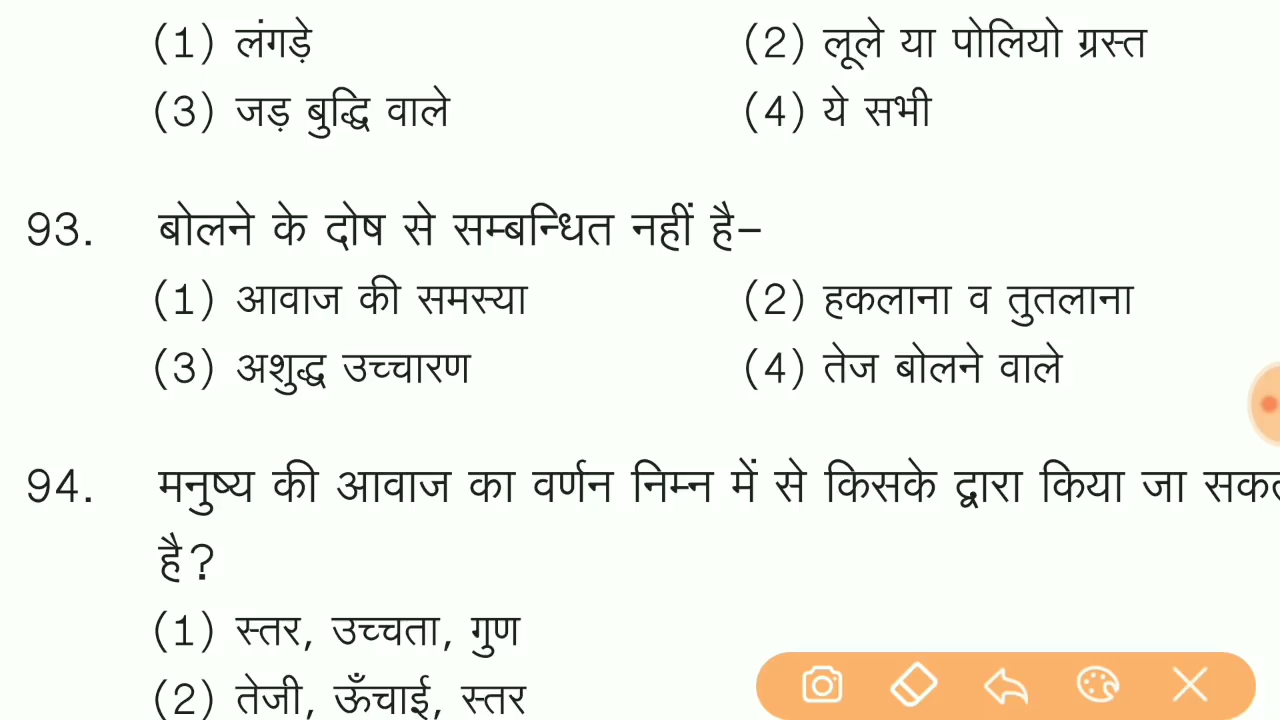 (1) लंगड़े (2) लूले या पोलियो ग्रस्त
(3) जड़ बुद्धि वाले (4) ये सभी
93. बोलने के दोष से सम्बन्धित नहीं है–
(1) आवाज की समस्या (2) हकलाना व तुतलाना
(3) अशुद्ध उच्चारण (4) तेज बोलने वाले
94. मनुष्य की आवाज का वर्णन निम्न में से किसके द्वारा किया जा सकत
है?
(1) स्तर, उच्चता, गुण
(2) तेजी, ऊँचाई, स्तर